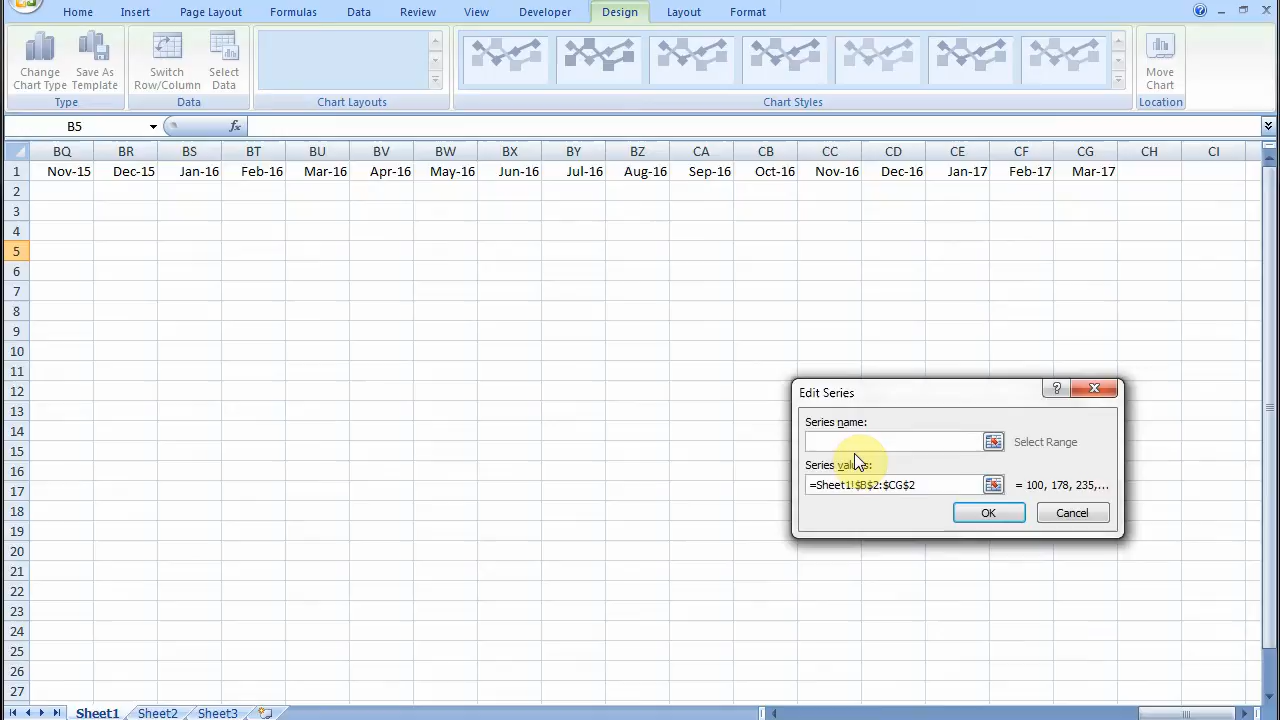 Home Insert Page Layout Formulas Data Review View Developer Design Layout Format
Change Chart Type
Save As Template
Switch Row/Column
Select Data
Move Chart
Type Data Chart Layouts Chart Styles Location
B5 fx
BQ BR BS BT BU BV BW BX BY BZ CA CB CC CD CE CF CG CH CI
1 Nov-15 Dec-15 Jan-16 Feb-16 Mar-16 Apr-16 May-16 Jun-16 Jul-16 Aug-16 Sep-16 Oct-16 Nov-16 Dec-16 Jan-17 Feb-17 Mar-17
2
3
4
5
6
7
8
9
10
11
12
13
14
15
16
17
18
19
20
21
22
23
24
25
26
27
Edit Series
Series name:
Select Range
Series values:
=Sheet1!$B$2:$CG$2 = 100, 178, 235,...
OK Cancel
Sheet1 Sheet2 Sheet3